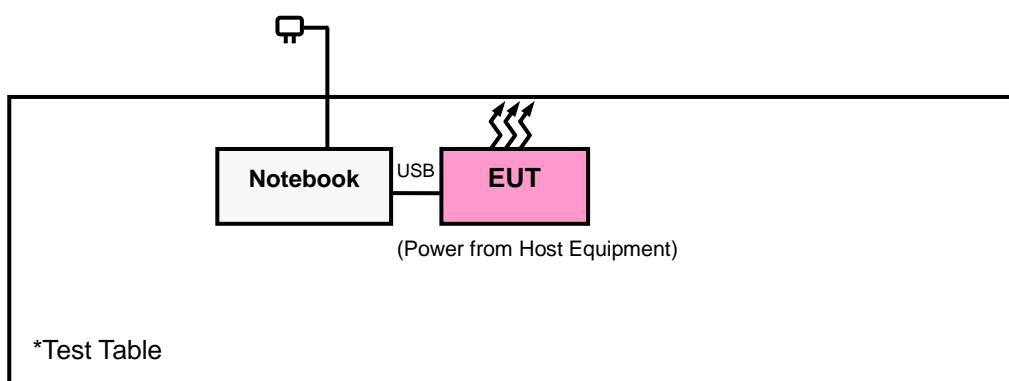 Notebook
USB
EUT
(Power from Host Equipment)
*Test Table